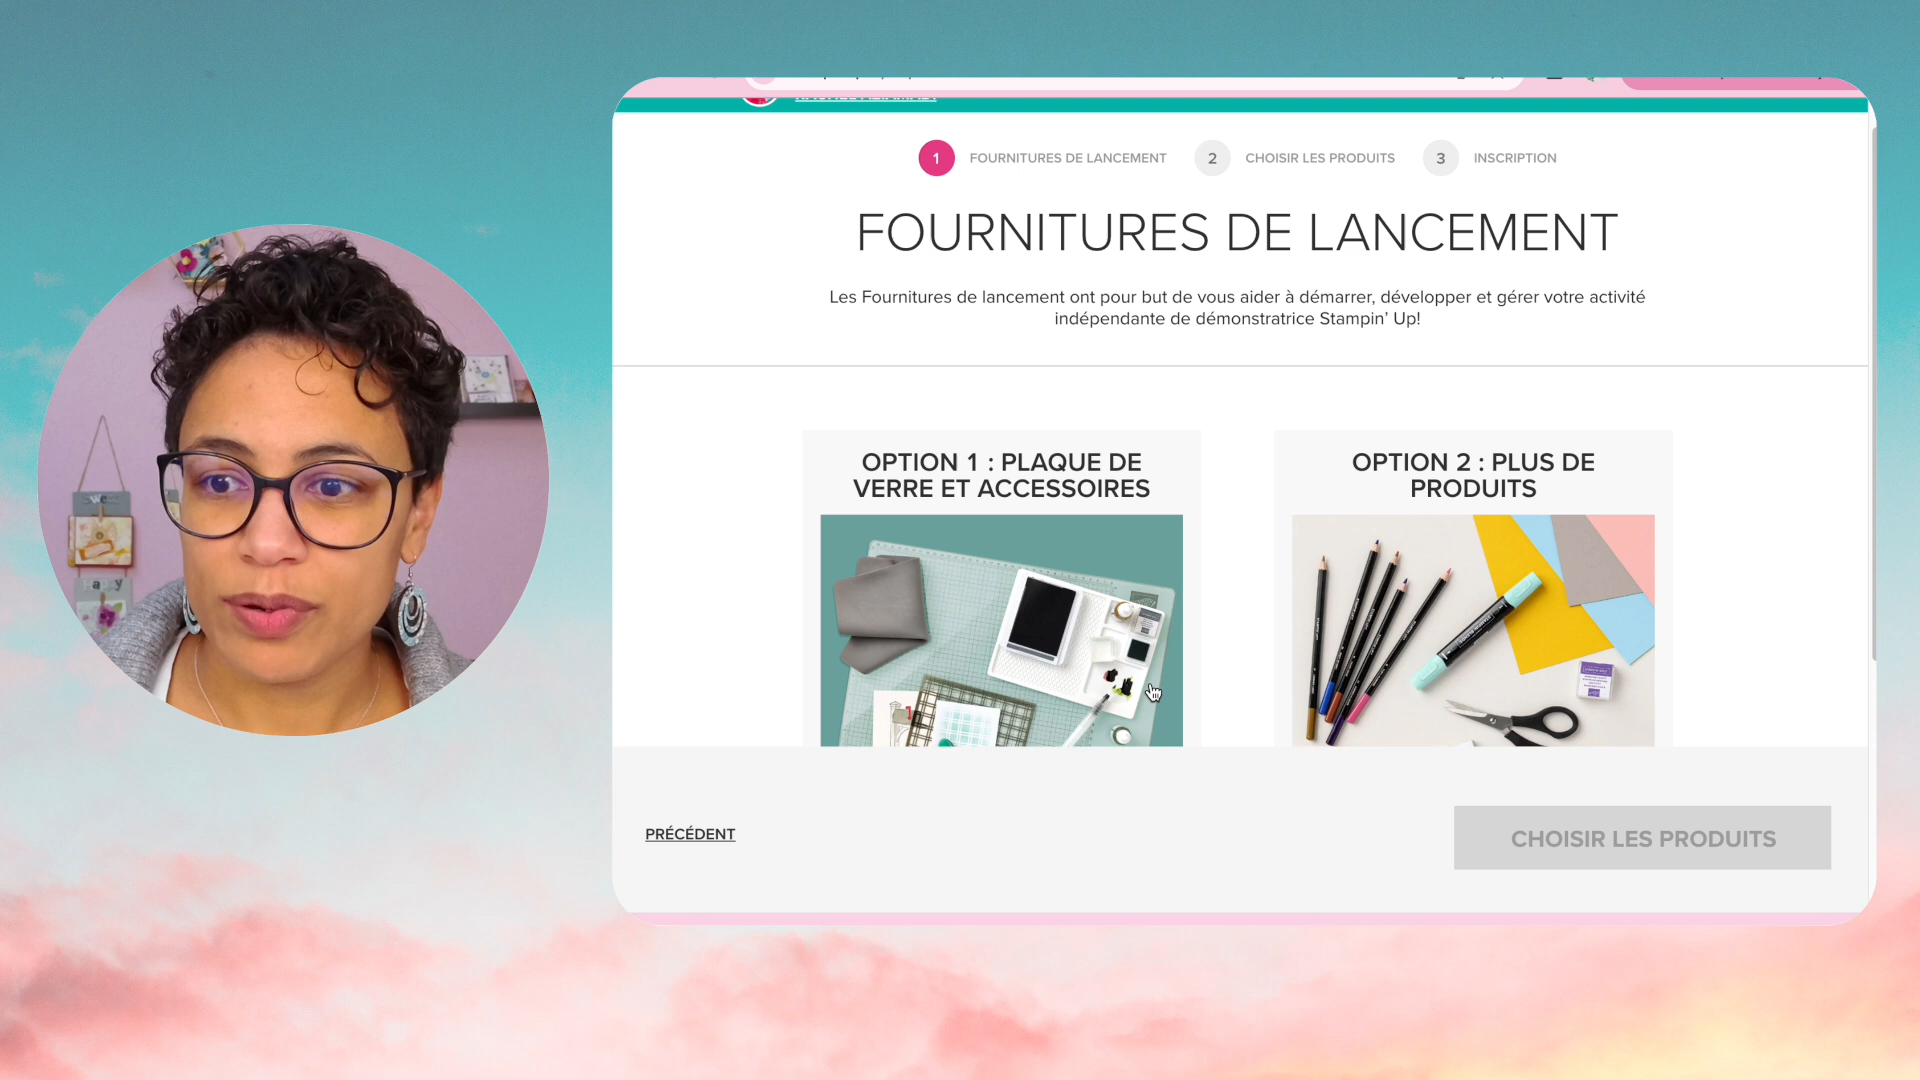 1 FOURNITURES DE LANCEMENT 2 CHOISIR LES PRODUITS 3 INSCRIPTION
FOURNITURES DE LANCEMENT
Les Fournitures de lancement ont pour but de vous aider à démarrer, développer et gérer votre activité
indépendante de démonstratrice Stampin’ Up!
OPTION 1 : PLAQUE DE
VERRE ET ACCESSOIRES
OPTION 2 : PLUS DE
PRODUITS
PRÉCÉDENT
CHOISIR LES PRODUITS